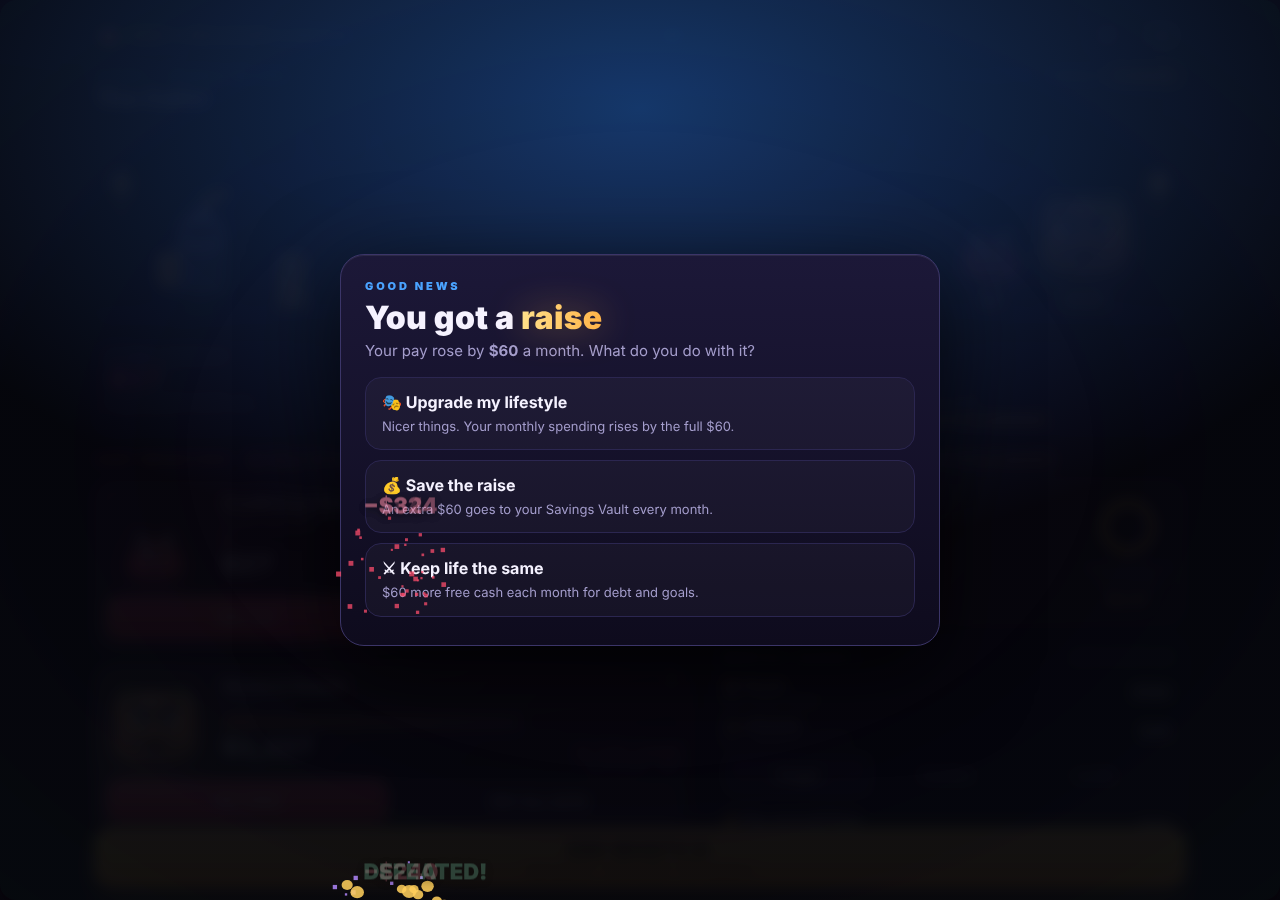 GOOD NEWS
You got a raise
Your pay rose by $60 a month. What do you do with it?
🎭 Upgrade my lifestyle
Nicer things. Your monthly spending rises by the full $60.
💰 Save the raise
−$324
An extra $60 goes to your Savings Vault every month.
⚔ Keep life the same
$60 more free cash each month for debt and goals.
DEFEATED!